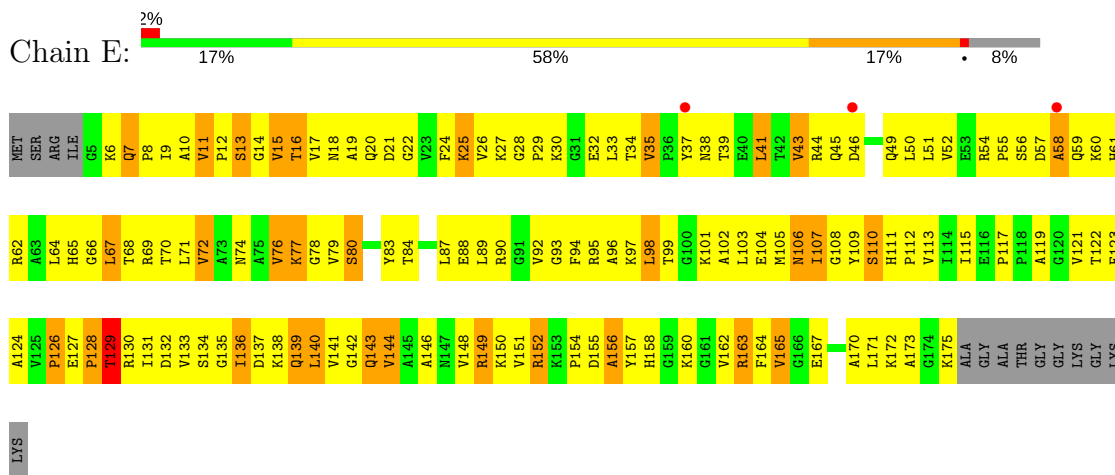 2%
Chain E:
17% 58% 17% • 8%
MET SER ARG ILE G5 K6 Q7 P8 I9 A10 V11 P12 S13 G14 V15 T16 V17 N18 A19 Q20 D21 G22 V23 F24 K25 V26 K27 G28 P29 K30 G31 E32 L33 T34 V35 P36 Y37 N38 T39 E40 L41 T42 V43 R44 Q45 D46 Q49 L50 L51 V52 E53 R54 P55 S56 D57 A58 Q59 K60 H61
R62 A63 L64 H65 G66 L67 T68 R69 T70 L71 V72 A73 N74 A75 V76 K77 G78 V79 S80 Y83 T84 L87 E88 L89 R90 G91 V92 G93 F94 R95 A96 K97 L98 T99 G100 K101 A102 L103 E104 M105 N106 I107 G108 Y109 S110 H111 P112 V113 I114 I115 E116 P117 P118 A119 G120 V121 T122 F123
A124 V125 P126 E127 P128 T129 R130 I131 D132 V133 S134 G135 I136 D137 K138 Q139 L140 V141 G142 Q143 V144 A145 A146 N147 V148 R149 K150 V151 R152 K153 P154 D155 A156 Y157 H158 G159 K160 G161 V162 R163 F164 V165 G166 E167 A170 L171 K172 A173 G174 K175 ALA GLY ALA THR GLY GLY LYS GLY LYS
LYS